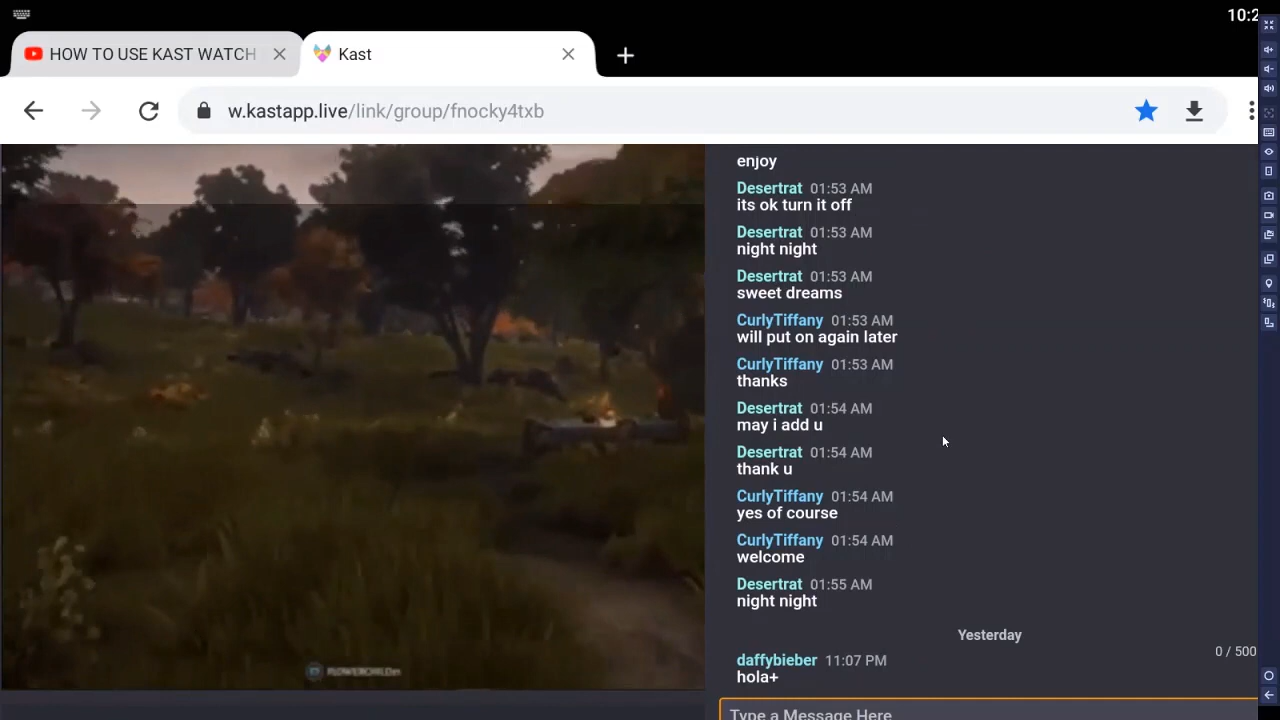 10:2
HOW TO USE KAST WATCH
Kast
w.kastapp.live/link/group/fnocky4txb
enjoy
Desertrat 01:53 AM
its ok turn it off
Desertrat 01:53 AM
night night
Desertrat 01:53 AM
sweet dreams
CurlyTiffany 01:53 AM
will put on again later
CurlyTiffany 01:53 AM
thanks
Desertrat 01:54 AM
may i add u
Desertrat 01:54 AM
thank u
CurlyTiffany 01:54 AM
yes of course
CurlyTiffany 01:54 AM
welcome
Desertrat 01:55 AM
night night
Yesterday
0 / 500
daffybieber 11:07 PM
hola+
Type a Message Here